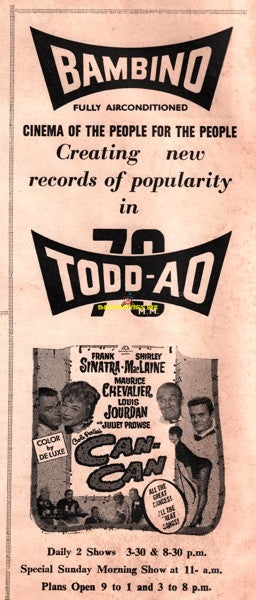 BAMBINO
FULLY AIRCONDITIONED
CINEMA OF THE PEOPLE FOR THE PEOPLE
Creating new
records of popularity
in
70
TODD-AO
M.M.
FRANK SHIRLEY
SINATRA · MacLAINE
MAURICE
CHEVALIER
LOUIS
JOURDAN
JULIET PROWSE
COLOR by
DE LUXE
Cole Porter's
CAN-
CAN
ALL THE
GREAT
DANCES!
ALL THE
GREAT
SONGS!
Daily 2 Shows 3-30 & 8-30 p.m.
Special Sunday Morning Show at 11- a.m.
Plans Open 9 to 1 and 3 to 8 p.m.